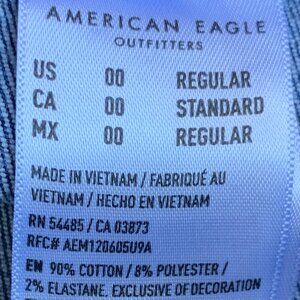 AMERICAN EAGLE
OUTFITTERS
US 00 REGULAR
CA 00 STANDARD
MX 00 REGULAR
MADE IN VIETNAM / FABRIQUÉ AU
VIETNAM / HECHO EN VIETNAM
RN 54485 / CA 03873
RFC# AEM120605U9A
EN 90% COTTON / 8% POLYESTER /
2% ELASTANE. EXCLUSIVE OF DECORATION